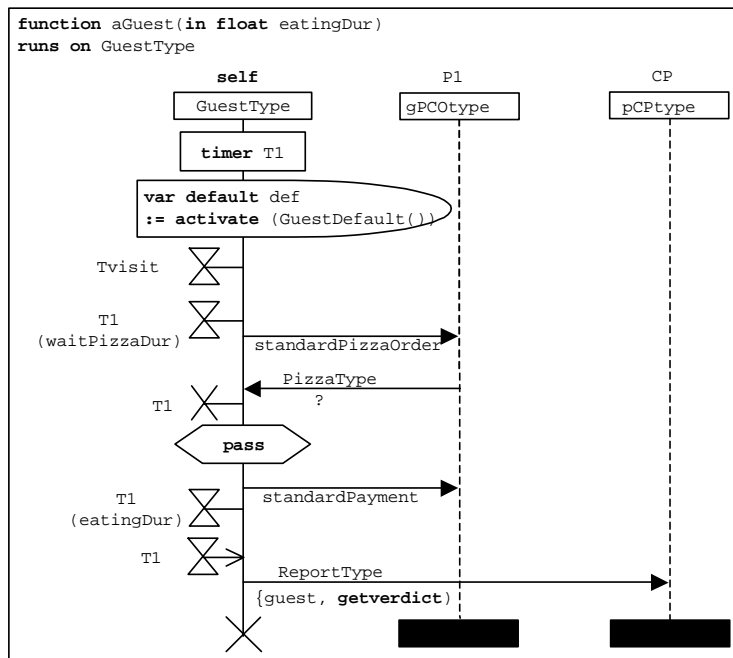 function aGuest(in float eatingDur)
runs on GuestType
self P1 CP
GuestType gPCOtype pCPtype
timer T1
var default def
:= activate (GuestDefault())
Tvisit
T1
(waitPizzaDur)
standardPizzaOrder
PizzaType
?
T1
pass
standardPayment
T1
(eatingDur)
T1
ReportType
{guest, getverdict)